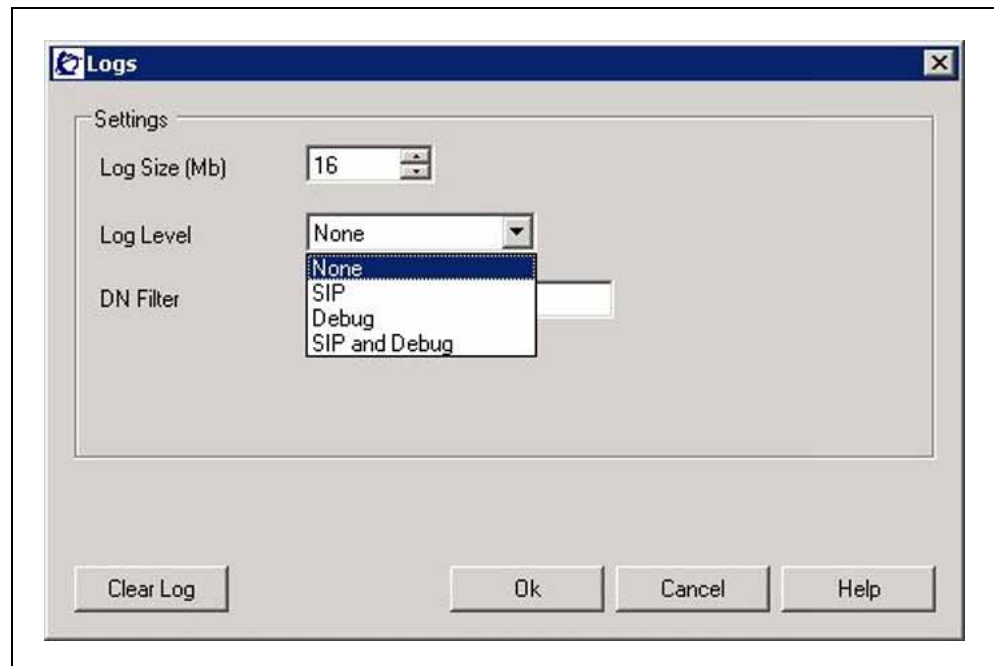 Logs
Settings
Log Size (Mb) 16
Log Level None
None
SIP
DN Filter
Debug
SIP and Debug
Clear Log Ok Cancel Help